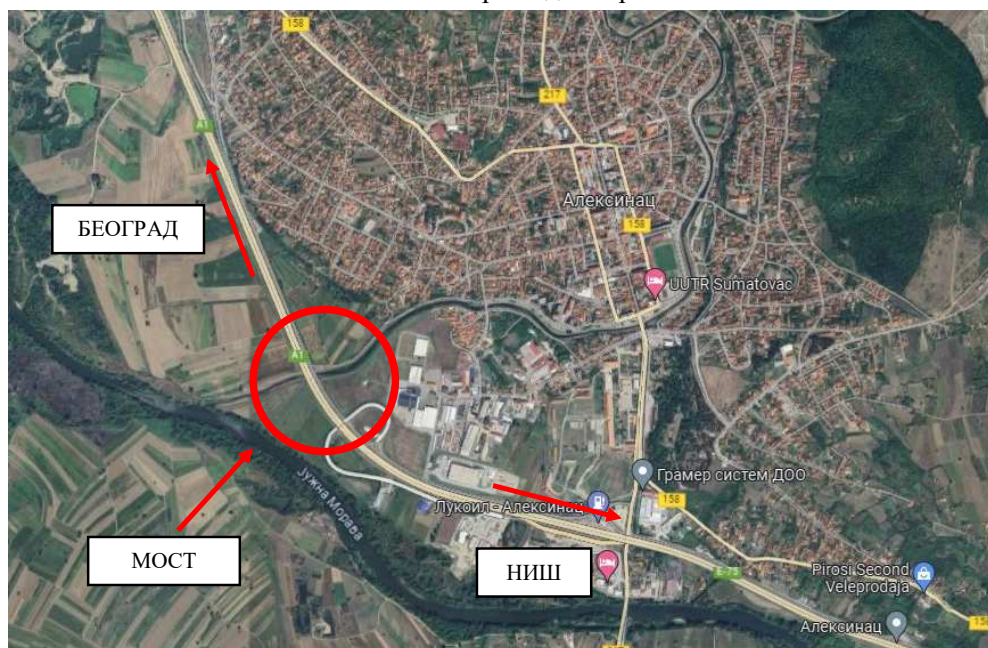 158
217
A1
Алексинац
БЕОГРАД
158
UUTR Sumatovac
A1
Јужна Морава
Грамер систем ДОО
158
Лукоил - Алексинац
МОСТ
НИШ
E-75
Pirosi Second
Veleprodaja
Алексинац
158